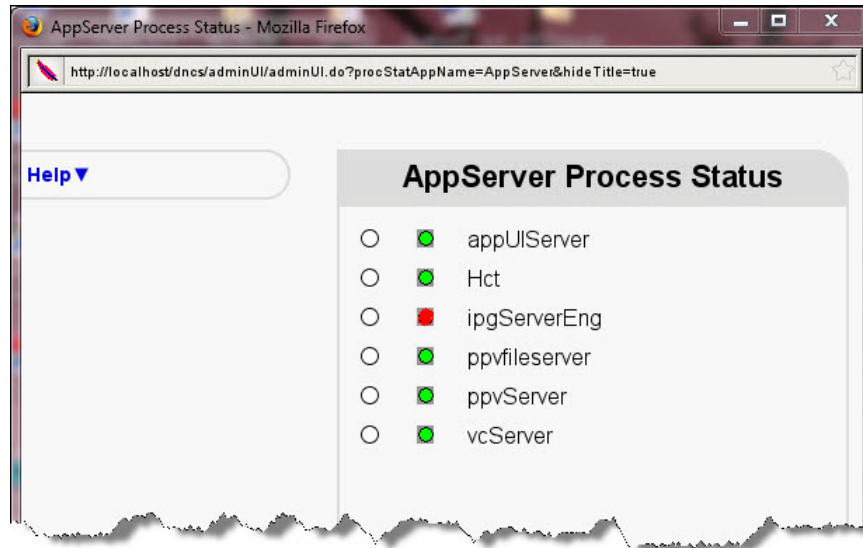 AppServer Process Status - Mozilla Firefox
http://localhost/dncs/adminUI/adminUI.do?procStatAppName=AppServer&hideTitle=true
Help▼
AppServer Process Status
appUIServer
Hct
ipgServerEng
ppvfileserver
ppvServer
vcServer